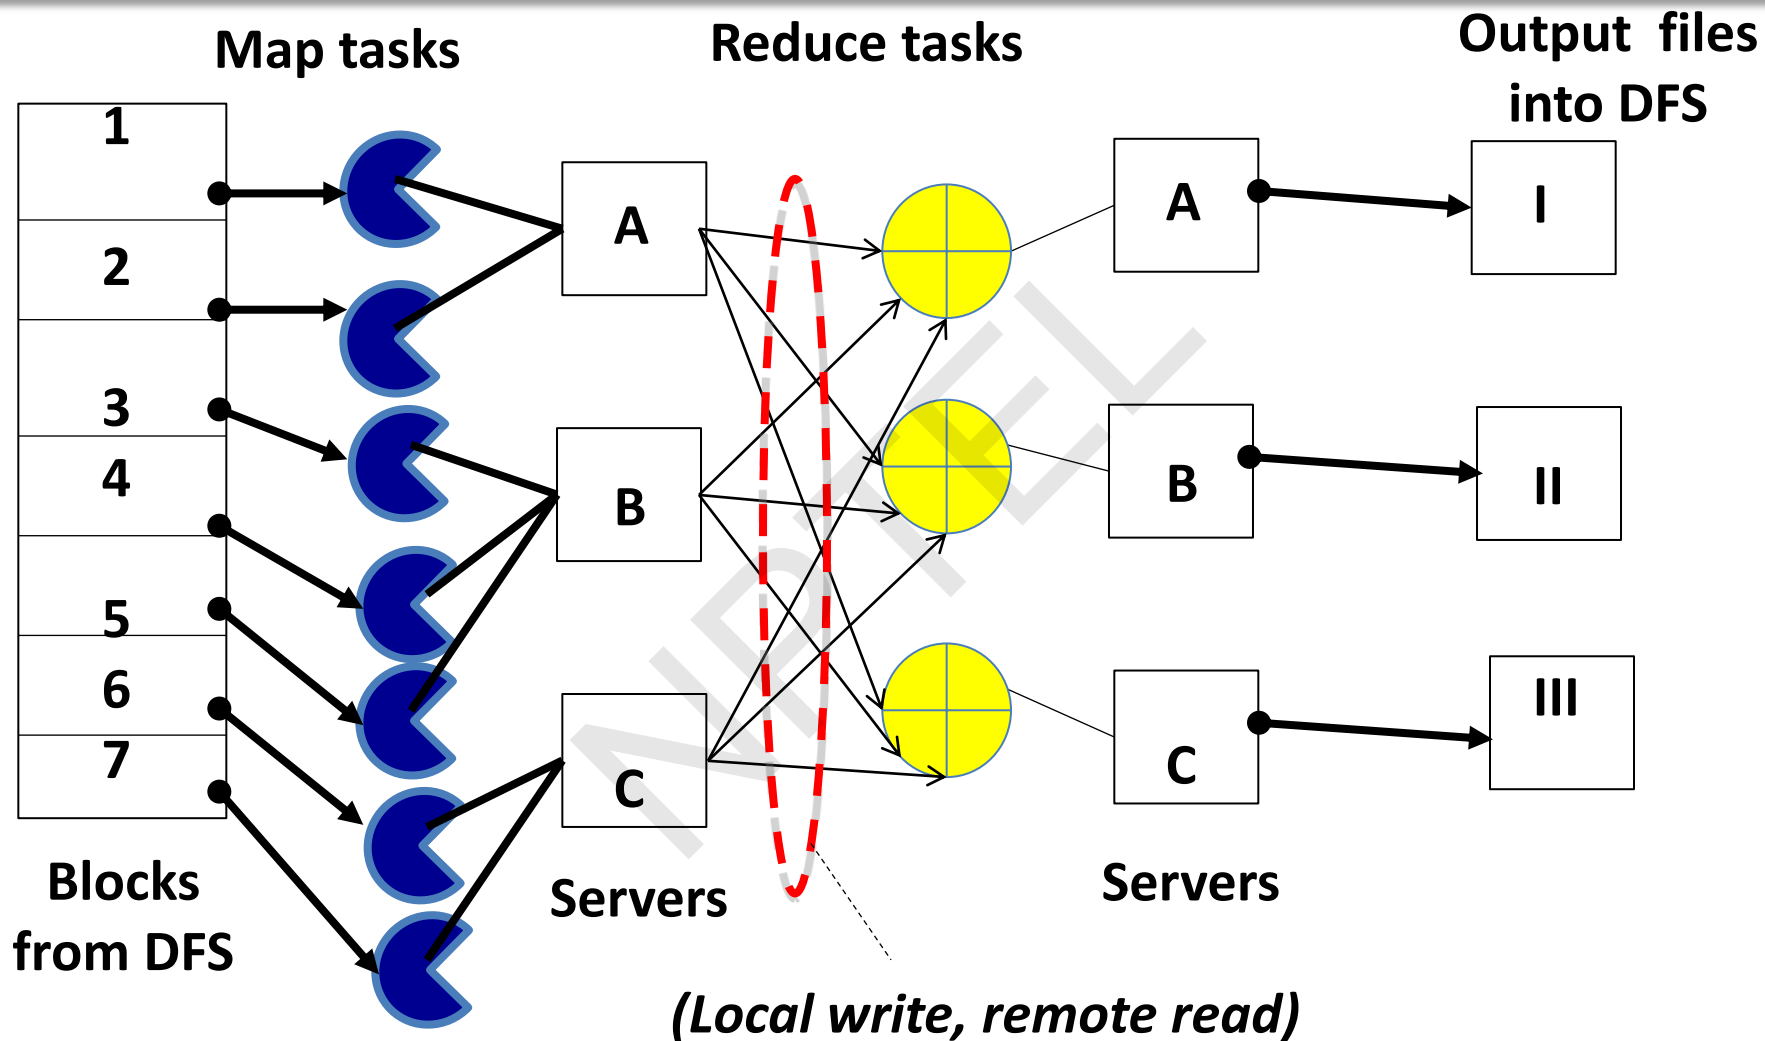 Map tasks
Reduce tasks
Output files
into DFS
1
2
3
4
5
6
7
A
B
C
A
B
C
I
II
III
Blocks
from DFS
Servers
Servers
(Local write, remote read)
NPTEL